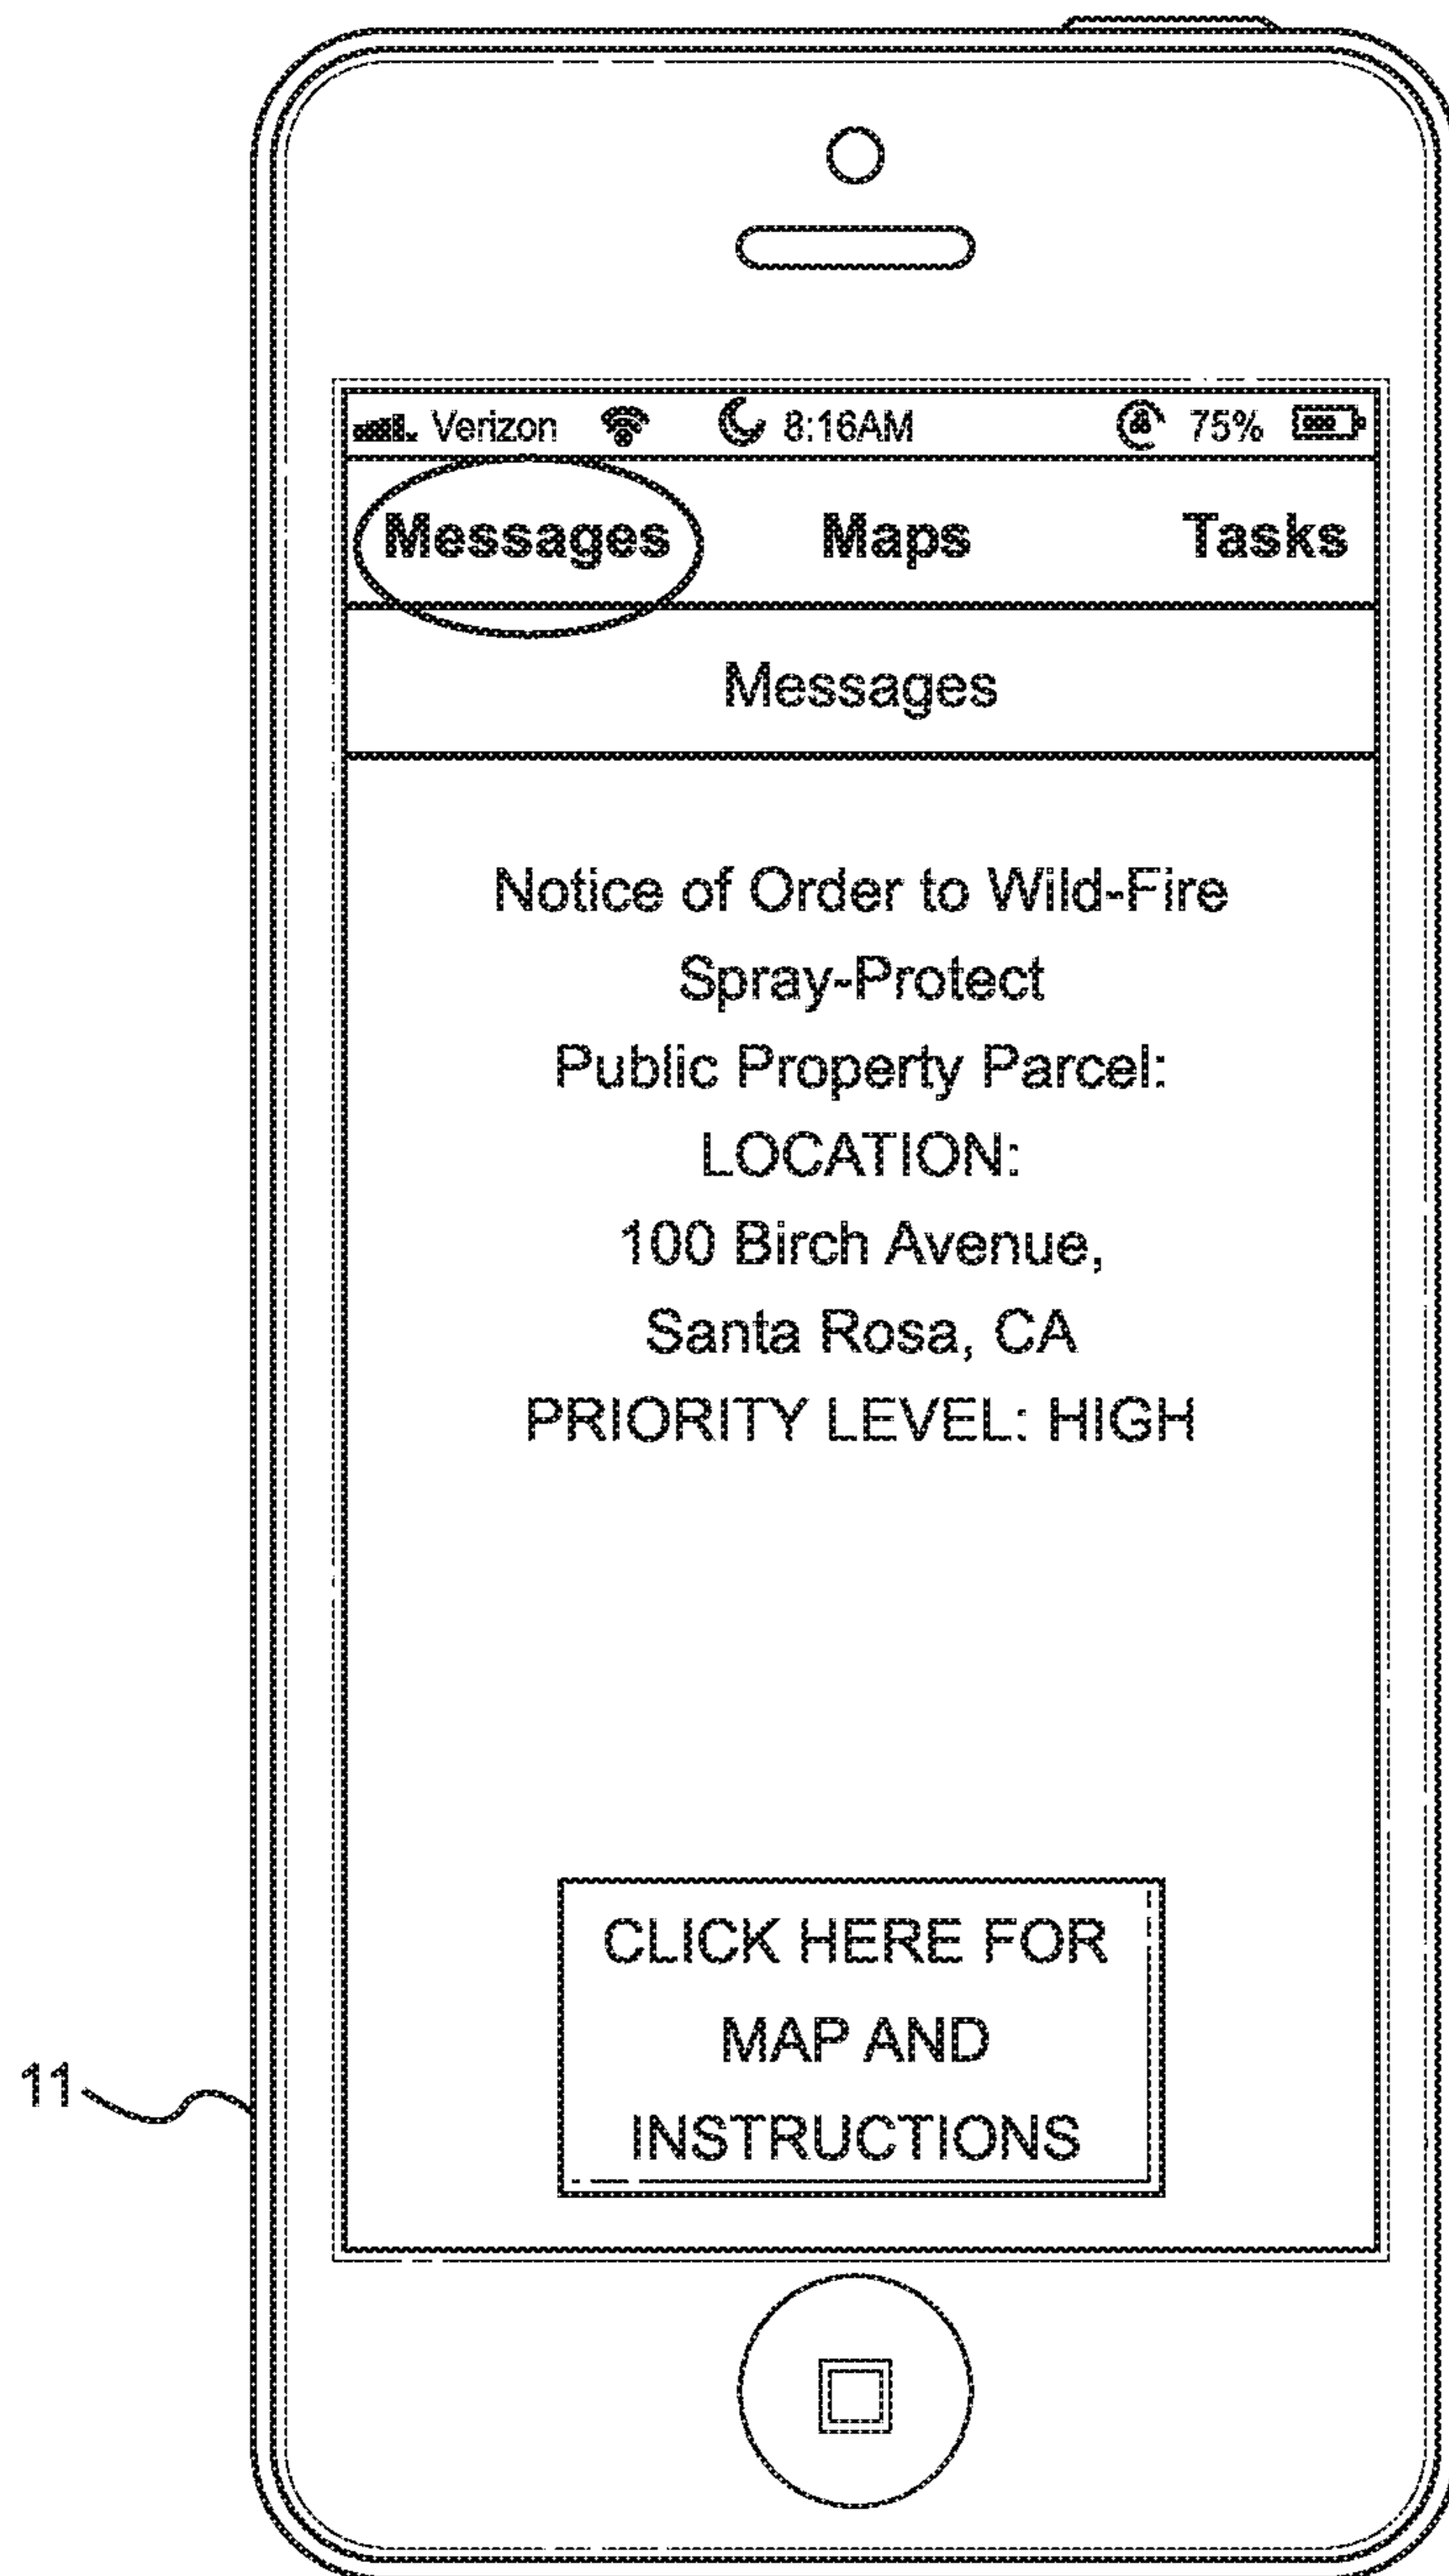 Verizon 8:16AM 75%
Messages Maps Tasks
Messages
Notice of Order to Wild-Fire
Spray-Protect
Public Property Parcel:
LOCATION:
100 Birch Avenue,
Santa Rosa, CA
PRIORITY LEVEL: HIGH
CLICK HERE FOR
MAP AND
INSTRUCTIONS
11